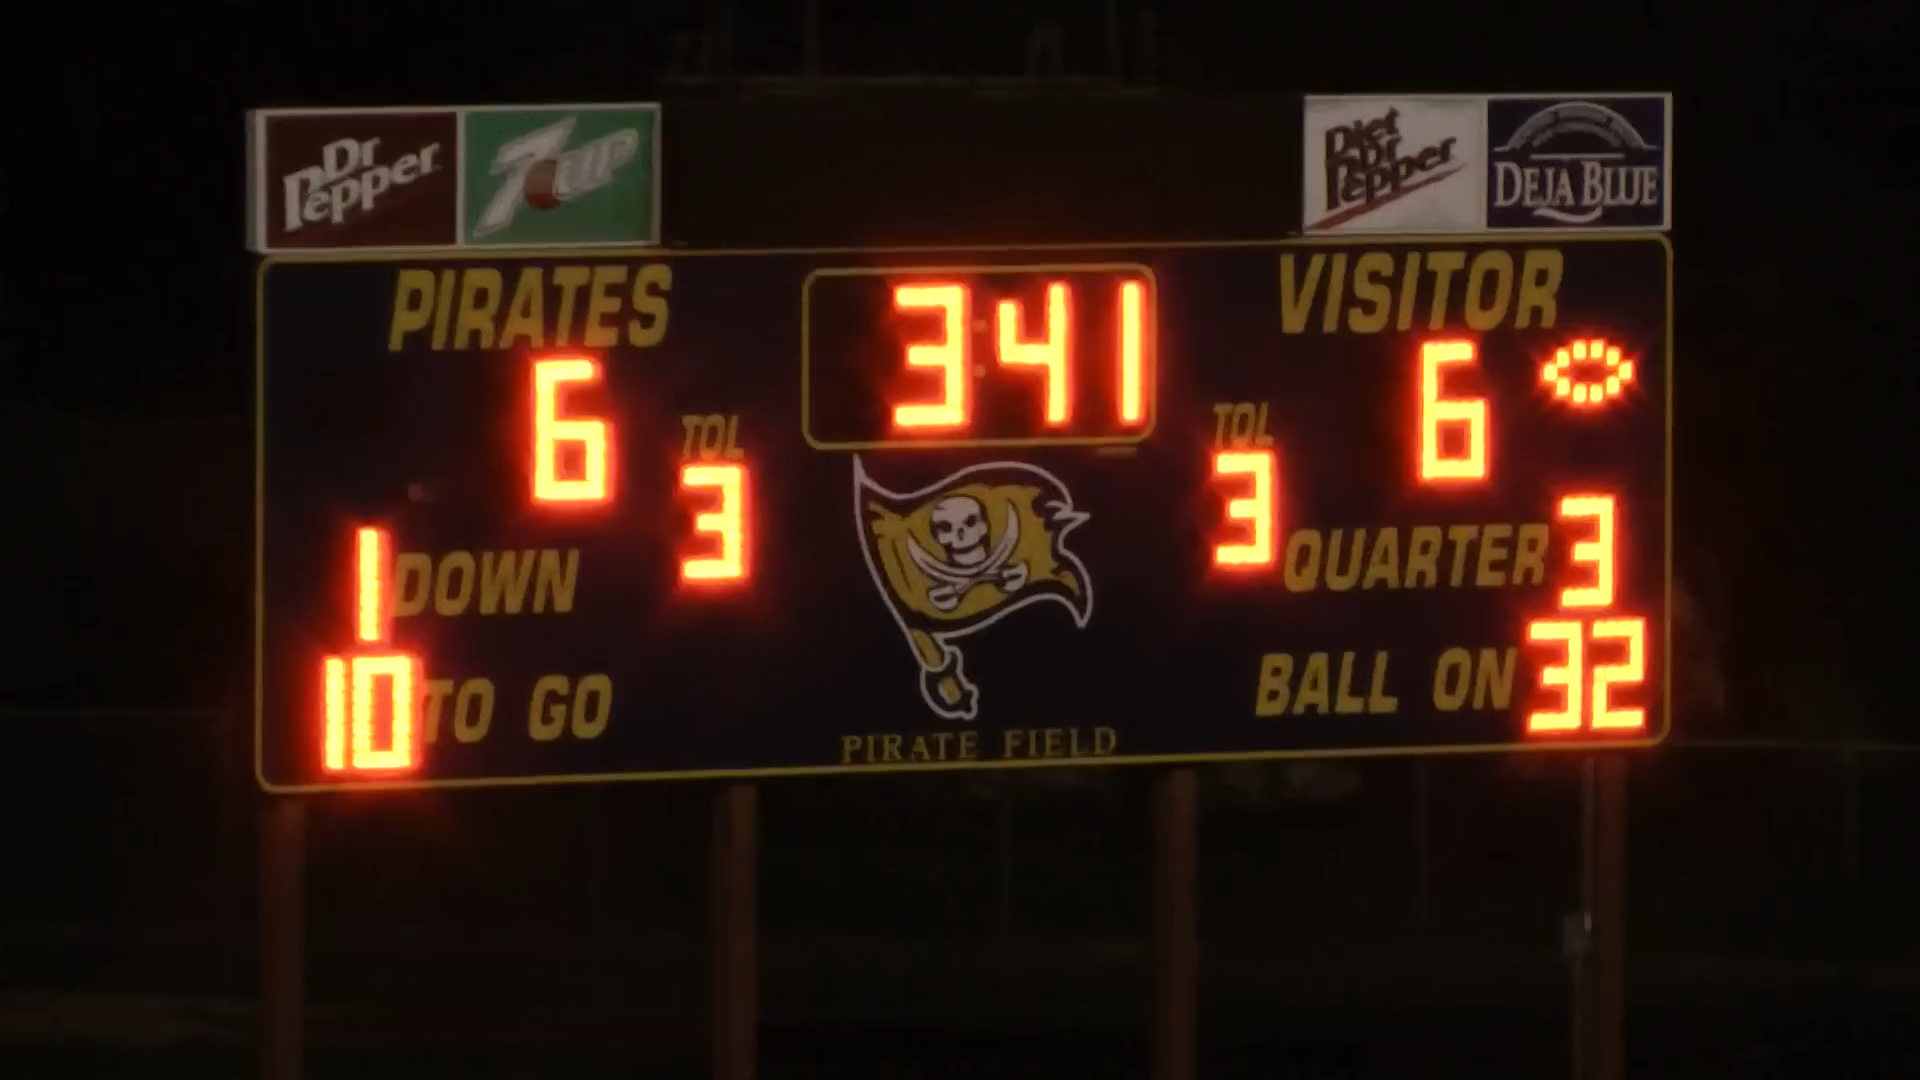 Dr Pepper
7UP
Diet Dr Pepper
DEJA BLUE
PIRATES
3:41
VISITOR
6
TOL
3
TOL
3
6
1 DOWN
QUARTER 3
10 TO GO
BALL ON 32
PIRATE FIELD